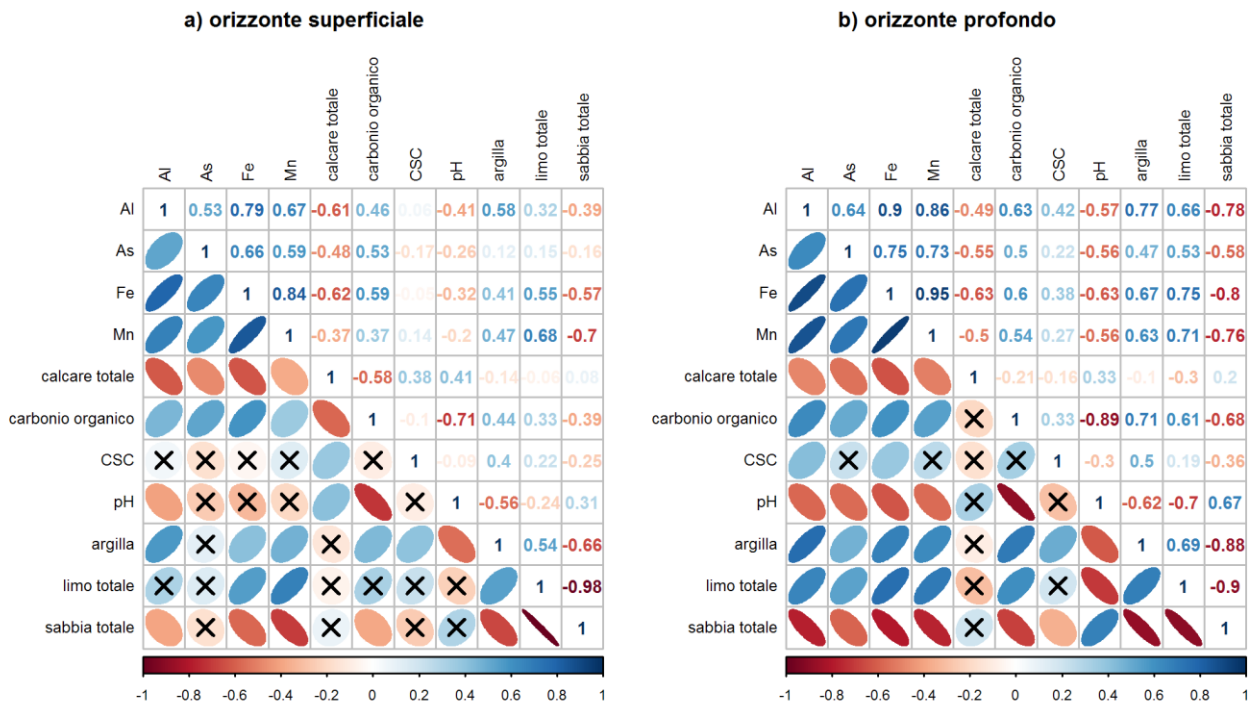 a) orizzonte superficiale
Al As Fe Mn calcare totale carbonio organico CSC pH argilla limo totale sabbia totale
Al 1 0.53 0.79 0.67 -0.61 0.46 0.06 -0.41 0.58 0.32 -0.39
As 1 0.66 0.59 -0.48 0.53 -0.17 -0.26 0.12 0.15 -0.16
Fe 1 0.84 -0.62 0.59 -0.32 0.41 0.55 -0.57
Mn 1 -0.37 0.37 0.14 -0.2 0.47 0.68 -0.7
calcare totale 1 -0.58 0.38 0.41 -0.14 -0.06 0.08
carbonio organico 1 -0.1 -0.71 0.44 0.33 -0.39
CSC 1 -0.09 0.4 0.22 -0.25
pH 1 -0.56 -0.24 0.31
argilla 1 0.54 -0.66
limo totale 1 -0.98
sabbia totale 1
-1 -0.8 -0.6 -0.4 -0.2 0 0.2 0.4 0.6 0.8 1
b) orizzonte profondo
Al As Fe Mn calcare totale carbonio organico CSC pH argilla limo totale sabbia totale
Al 1 0.64 0.9 0.86 -0.49 0.63 0.42 -0.57 0.77 0.66 -0.78
As 1 0.75 0.73 -0.55 0.5 0.22 -0.56 0.47 0.53 -0.58
Fe 1 0.95 -0.63 0.6 0.38 -0.63 0.67 0.75 -0.8
Mn 1 -0.5 0.54 0.27 -0.56 0.63 0.71 -0.76
calcare totale 1 -0.21 -0.16 0.33 -0.1 -0.3 0.2
carbonio organico 1 0.33 -0.89 0.71 0.61 -0.68
CSC 1 -0.3 0.5 0.19 -0.36
pH 1 -0.62 -0.7 0.67
argilla 1 0.69 -0.88
limo totale 1 -0.9
sabbia totale 1
-1 -0.8 -0.6 -0.4 -0.2 0 0.2 0.4 0.6 0.8 1